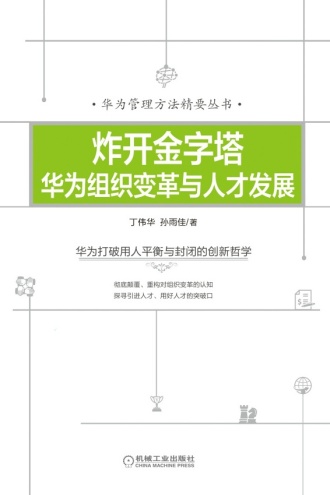 ·华为管理方法精要丛书·
炸开金字塔
华为组织变革与人才发展
丁伟华 孙雨佳/著
华为打破用人平衡与封闭的创新哲学
彻底颠覆、重构对组织变革的认知
探寻引进人才、用好人才的突破口
机械工业出版社
CHINA MACHINE PRESS